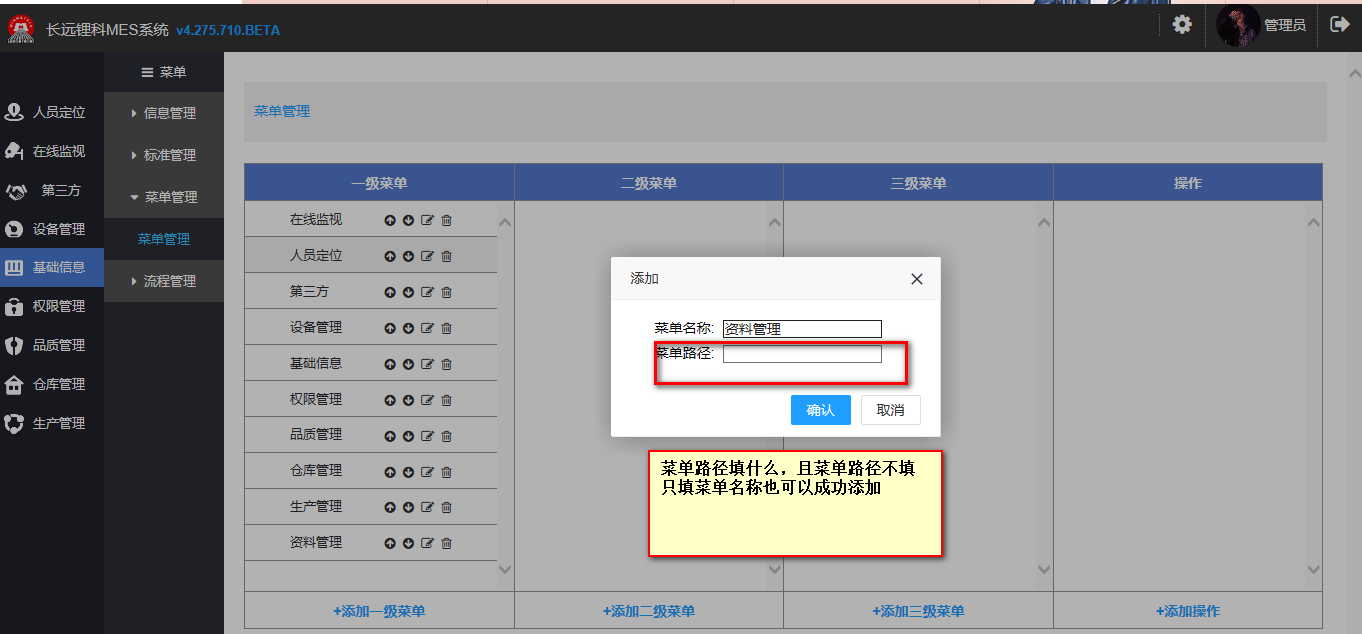 长远锂科MES系统 v4.275.710.BETA
管理员
菜单
人员定位
在线监视
第三方
设备管理
基础信息
权限管理
品质管理
仓库管理
生产管理
信息管理
标准管理
菜单管理
菜单管理
流程管理
菜单管理
一级菜单 二级菜单 三级菜单 操作
在线监视
人员定位
第三方
设备管理
基础信息
权限管理
品质管理
仓库管理
生产管理
资料管理
+添加一级菜单 +添加二级菜单 +添加三级菜单 +添加操作
添加
菜单名称: 资料管理
菜单路径:
确认 取消
菜单路径填什么，且菜单路径不填
只填菜单名称也可以成功添加